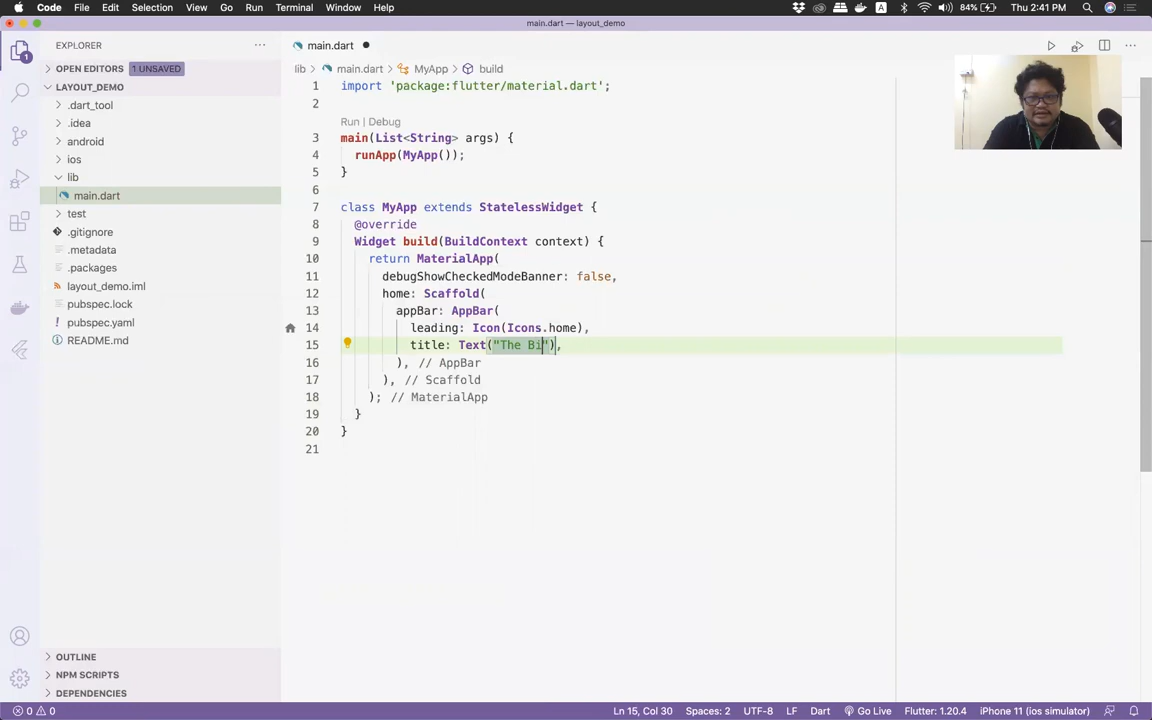 Code File Edit Selection View Go Run Terminal Window Help
A 84% Thu 2:41 PM
main.dart — layout_demo
EXPLORER
main.dart
OPEN EDITORS 1 UNSAVED
lib main.dart MyApp build
LAYOUT_DEMO
.dart_tool
.idea
android
ios
lib
main.dart
test
.gitignore
.metadata
.packages
layout_demo.iml
pubspec.lock
pubspec.yaml
README.md
1 import 'package:flutter/material.dart';
2
Run | Debug
3 main(List<String> args) {
4 runApp(MyApp());
5 }
6
7 class MyApp extends StatelessWidget {
8 @override
9 Widget build(BuildContext context) {
10 return MaterialApp(
11 debugShowCheckedModeBanner: false,
12 home: Scaffold(
13 appBar: AppBar(
14 leading: Icon(Icons.home),
15 title: Text("The Bi"),
16 ), // AppBar
17 ), // Scaffold
18 ); // MaterialApp
19 }
20 }
21
OUTLINE
NPM SCRIPTS
DEPENDENCIES
0 0 Ln 15, Col 30 Spaces: 2 UTF-8 LF Dart Go Live Flutter: 1.20.4 iPhone 11 (ios simulator)